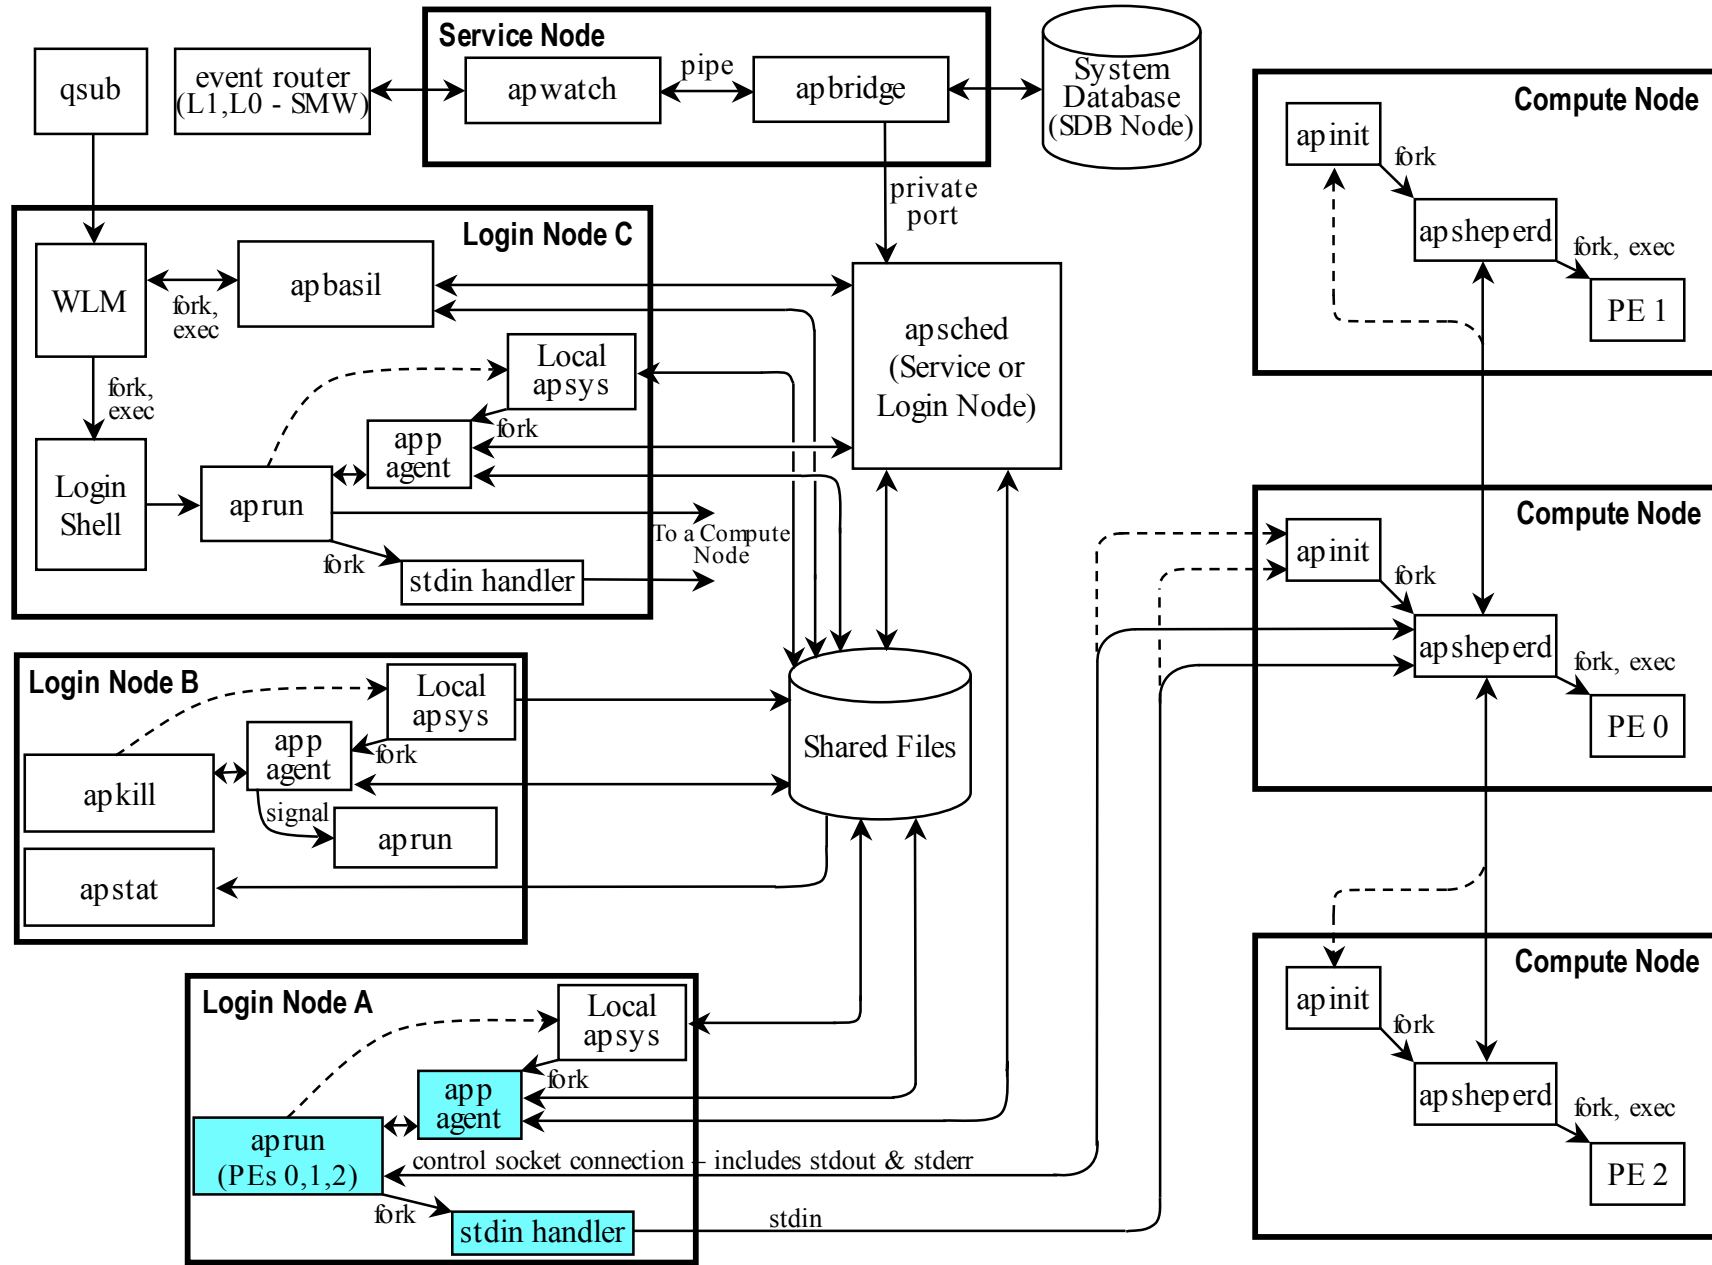 Service Node
qsub
event router
(L1,L0 - SMW)
apwatch
pipe
apbridge
System
Database
(SDB Node)
private
port
Login Node C
WLM
fork,
exec
apbasil
fork,
exec
Login
Shell
Local
apsys
fork
app
agent
aprun
fork
stdin handler
To a Compute
Node
apsched
(Service or
Login Node)
Login Node B
Local
apsys
fork
app
agent
apkill
signal
aprun
apstat
Shared Files
Login Node A
Local
apsys
fork
app
agent
aprun
(PEs 0,1,2)
control socket connection – includes stdout & stderr
fork
stdin handler
stdin
Compute Node
apinit
fork
apsheperd
fork, exec
PE 1
Compute Node
apinit
fork
apsheperd
fork, exec
PE 0
Compute Node
apinit
fork
apsheperd
fork, exec
PE 2